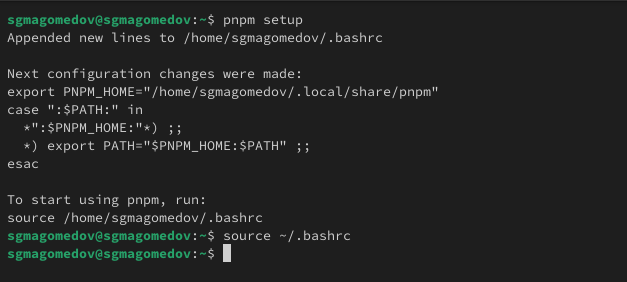 sgmagomedov@sgmagomedov:~$ pnpm setup
Appended new lines to /home/sgmagomedov/.bashrc

Next configuration changes were made:
export PNPM_HOME="/home/sgmagomedov/.local/share/pnpm"
case ":$PATH:" in
  *":$PNPM_HOME:"*) ;;
  *) export PATH="$PNPM_HOME:$PATH" ;;
esac

To start using pnpm, run:
source /home/sgmagomedov/.bashrc
sgmagomedov@sgmagomedov:~$ source ~/.bashrc
sgmagomedov@sgmagomedov:~$